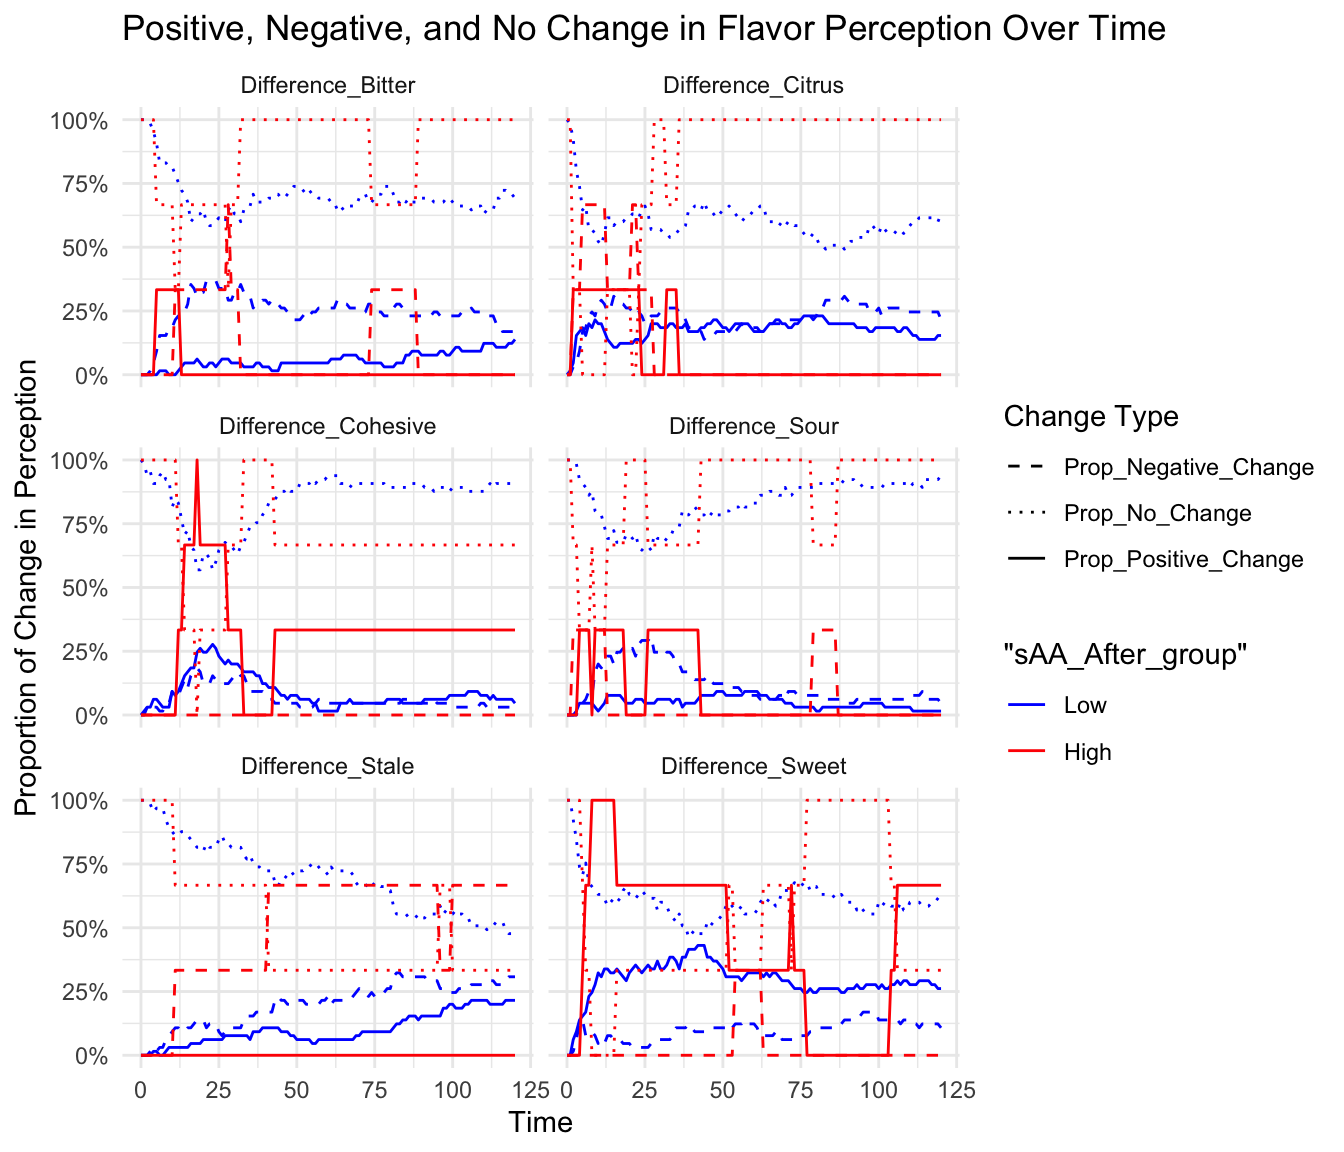 Positive, Negative, and No Change in Flavor Perception Over Time
Difference_Bitter
Difference_Citrus
100%
75%
50%
25%
0%
Difference_Cohesive
Difference_Sour
100%
75%
50%
25%
0%
Difference_Stale
Difference_Sweet
100%
75%
50%
25%
0%
0 25 50 75 100 125
0 25 50 75 100 125
Time
Proportion of Change in Perception
Change Type
Prop_Negative_Change
Prop_No_Change
Prop_Positive_Change
"sAA_After_group"
Low
High